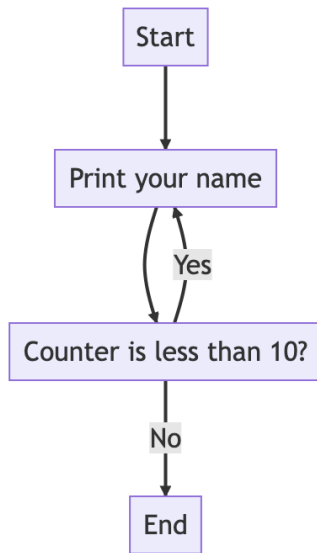 Start
Print your name
Yes
Counter is less than 10?
No
End